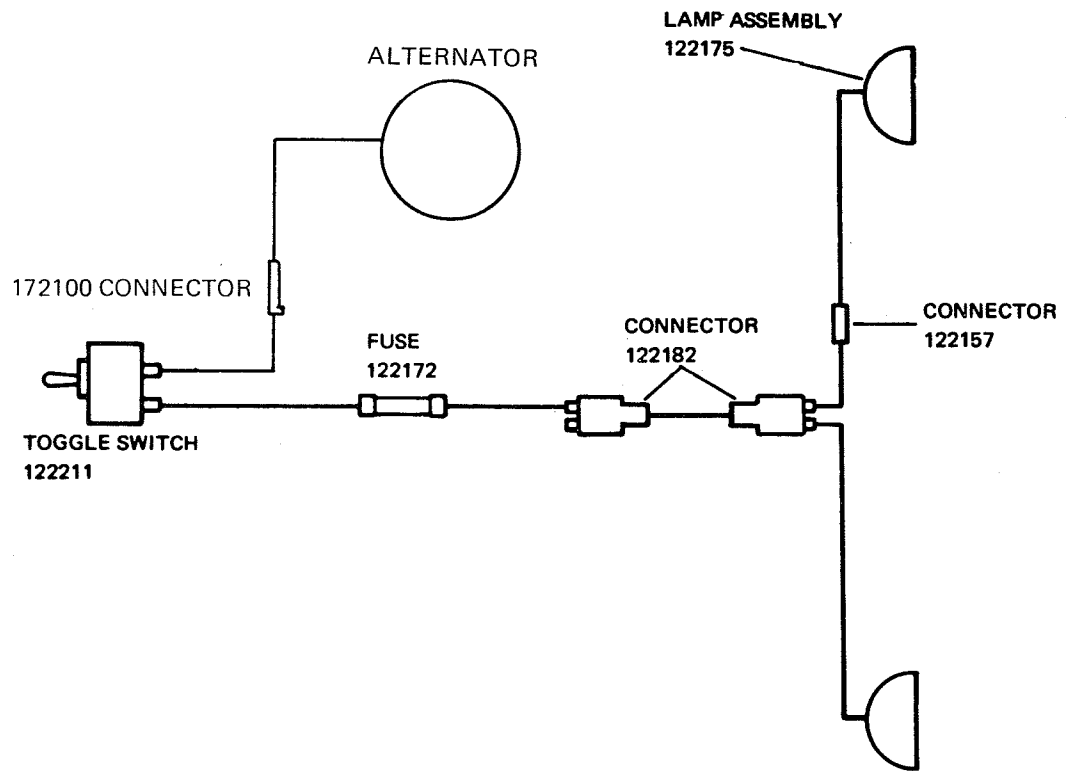 LAMP ASSEMBLY
122175
ALTERNATOR
172100 CONNECTOR
FUSE
122172
CONNECTOR
122182
CONNECTOR
122157
TOGGLE SWITCH
122211